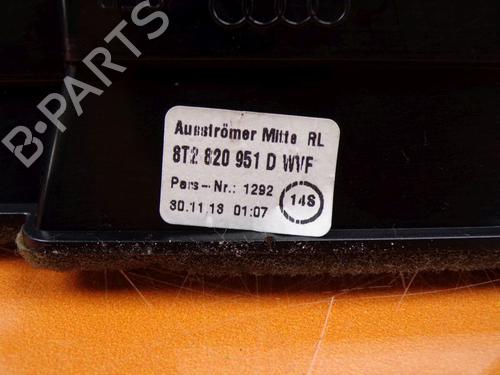 B-PARTS
Ausströmer Mitte RL
8T2 820 951 D WVF
Pers-Nr.: 1292
14S
30.11.13 01:07